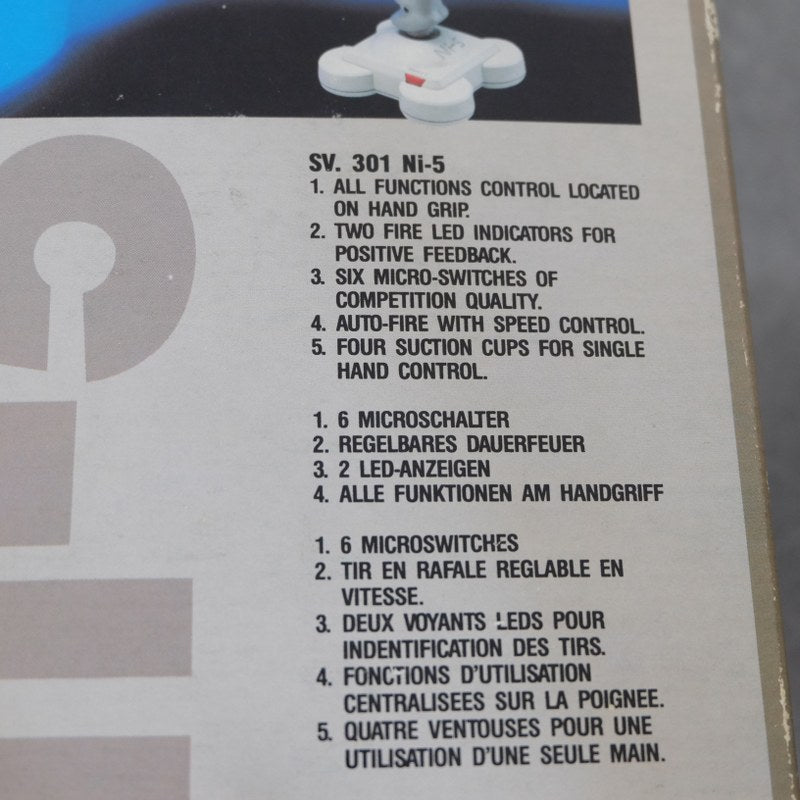 Ni-5
SV. 301 Ni-5
1. ALL FUNCTIONS CONTROL LOCATED
ON HAND GRIP.
2. TWO FIRE LED INDICATORS FOR
POSITIVE FEEDBACK.
3. SIX MICRO-SWITCHES OF
COMPETITION QUALITY.
4. AUTO-FIRE WITH SPEED CONTROL.
5. FOUR SUCTION CUPS FOR SINGLE
HAND CONTROL.
1. 6 MICROSCHALTER
2. REGELBARES DAUERFEUER
3. 2 LED-ANZEIGEN
4. ALLE FUNKTIONEN AM HANDGRIFF
1. 6 MICROSWITCHES
2. TIR EN RAFALE REGLABLE EN
VITESSE.
3. DEUX VOYANTS LEDS POUR
INDENTIFICATION DES TIRS.
4. FONCTIONS D'UTILISATION
CENTRALISEES SUR LA POIGNEE.
5. QUATRE VENTOUSES POUR UNE
UTILISATION D'UNE SEULE MAIN.